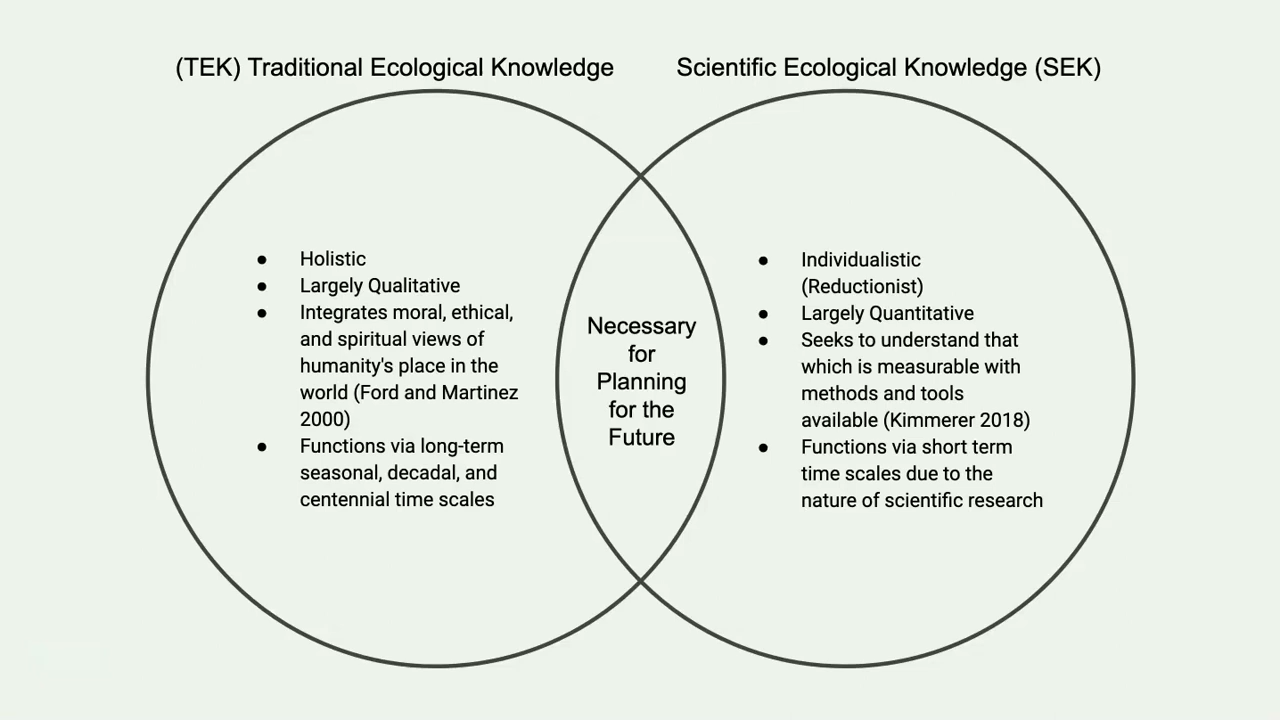 (TEK) Traditional Ecological Knowledge
Scientific Ecological Knowledge (SEK)
● Holistic
● Largely Qualitative
● Integrates moral, ethical,
and spiritual views of
humanity's place in the
world (Ford and Martinez
2000)
● Functions via long-term
seasonal, decadal, and
centennial time scales
Necessary
for
Planning
for the
Future
● Individualistic
(Reductionist)
● Largely Quantitative
● Seeks to understand that
which is measurable with
methods and tools
available (Kimmerer 2018)
● Functions via short term
time scales due to the
nature of scientific research